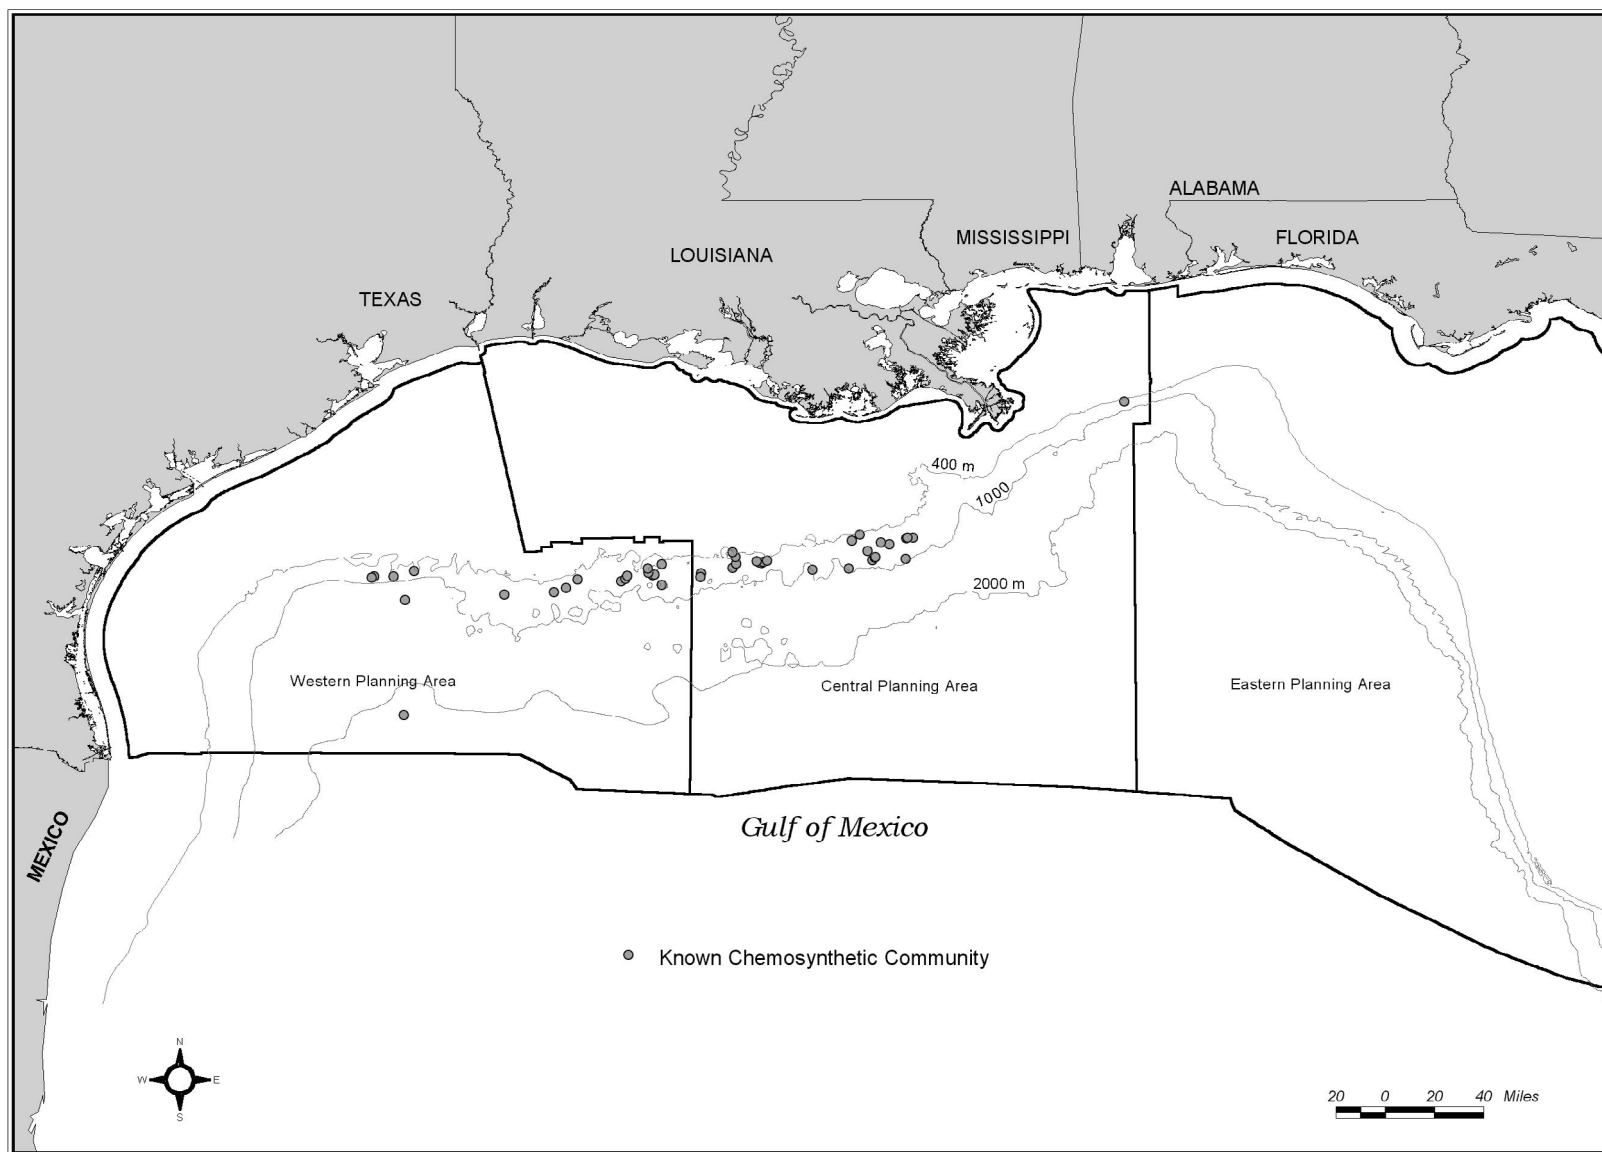 ALABAMA
MISSISSIPPI
FLORIDA
LOUISIANA
TEXAS
400 m
1000
2000 m
Western Planning Area
Central Planning Area
Eastern Planning Area
MEXICO
Gulf of Mexico
Known Chemosynthetic Community
N
W
E
S
20 0 20 40 Miles